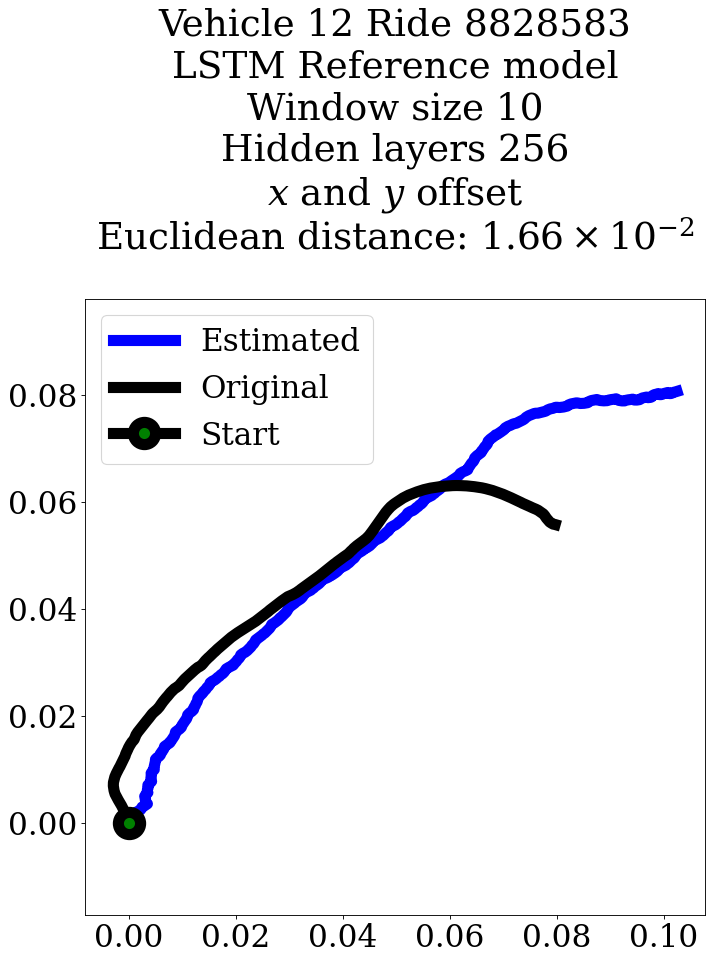 Vehicle 12 Ride 8828583
LSTM Reference model
Window size 10
Hidden layers 256
x and y offset
Euclidean distance: 1.66 × 10⁻²
Estimated
Original
Start
0.08
0.06
0.04
0.02
0.00
0.00 0.02 0.04 0.06 0.08 0.10